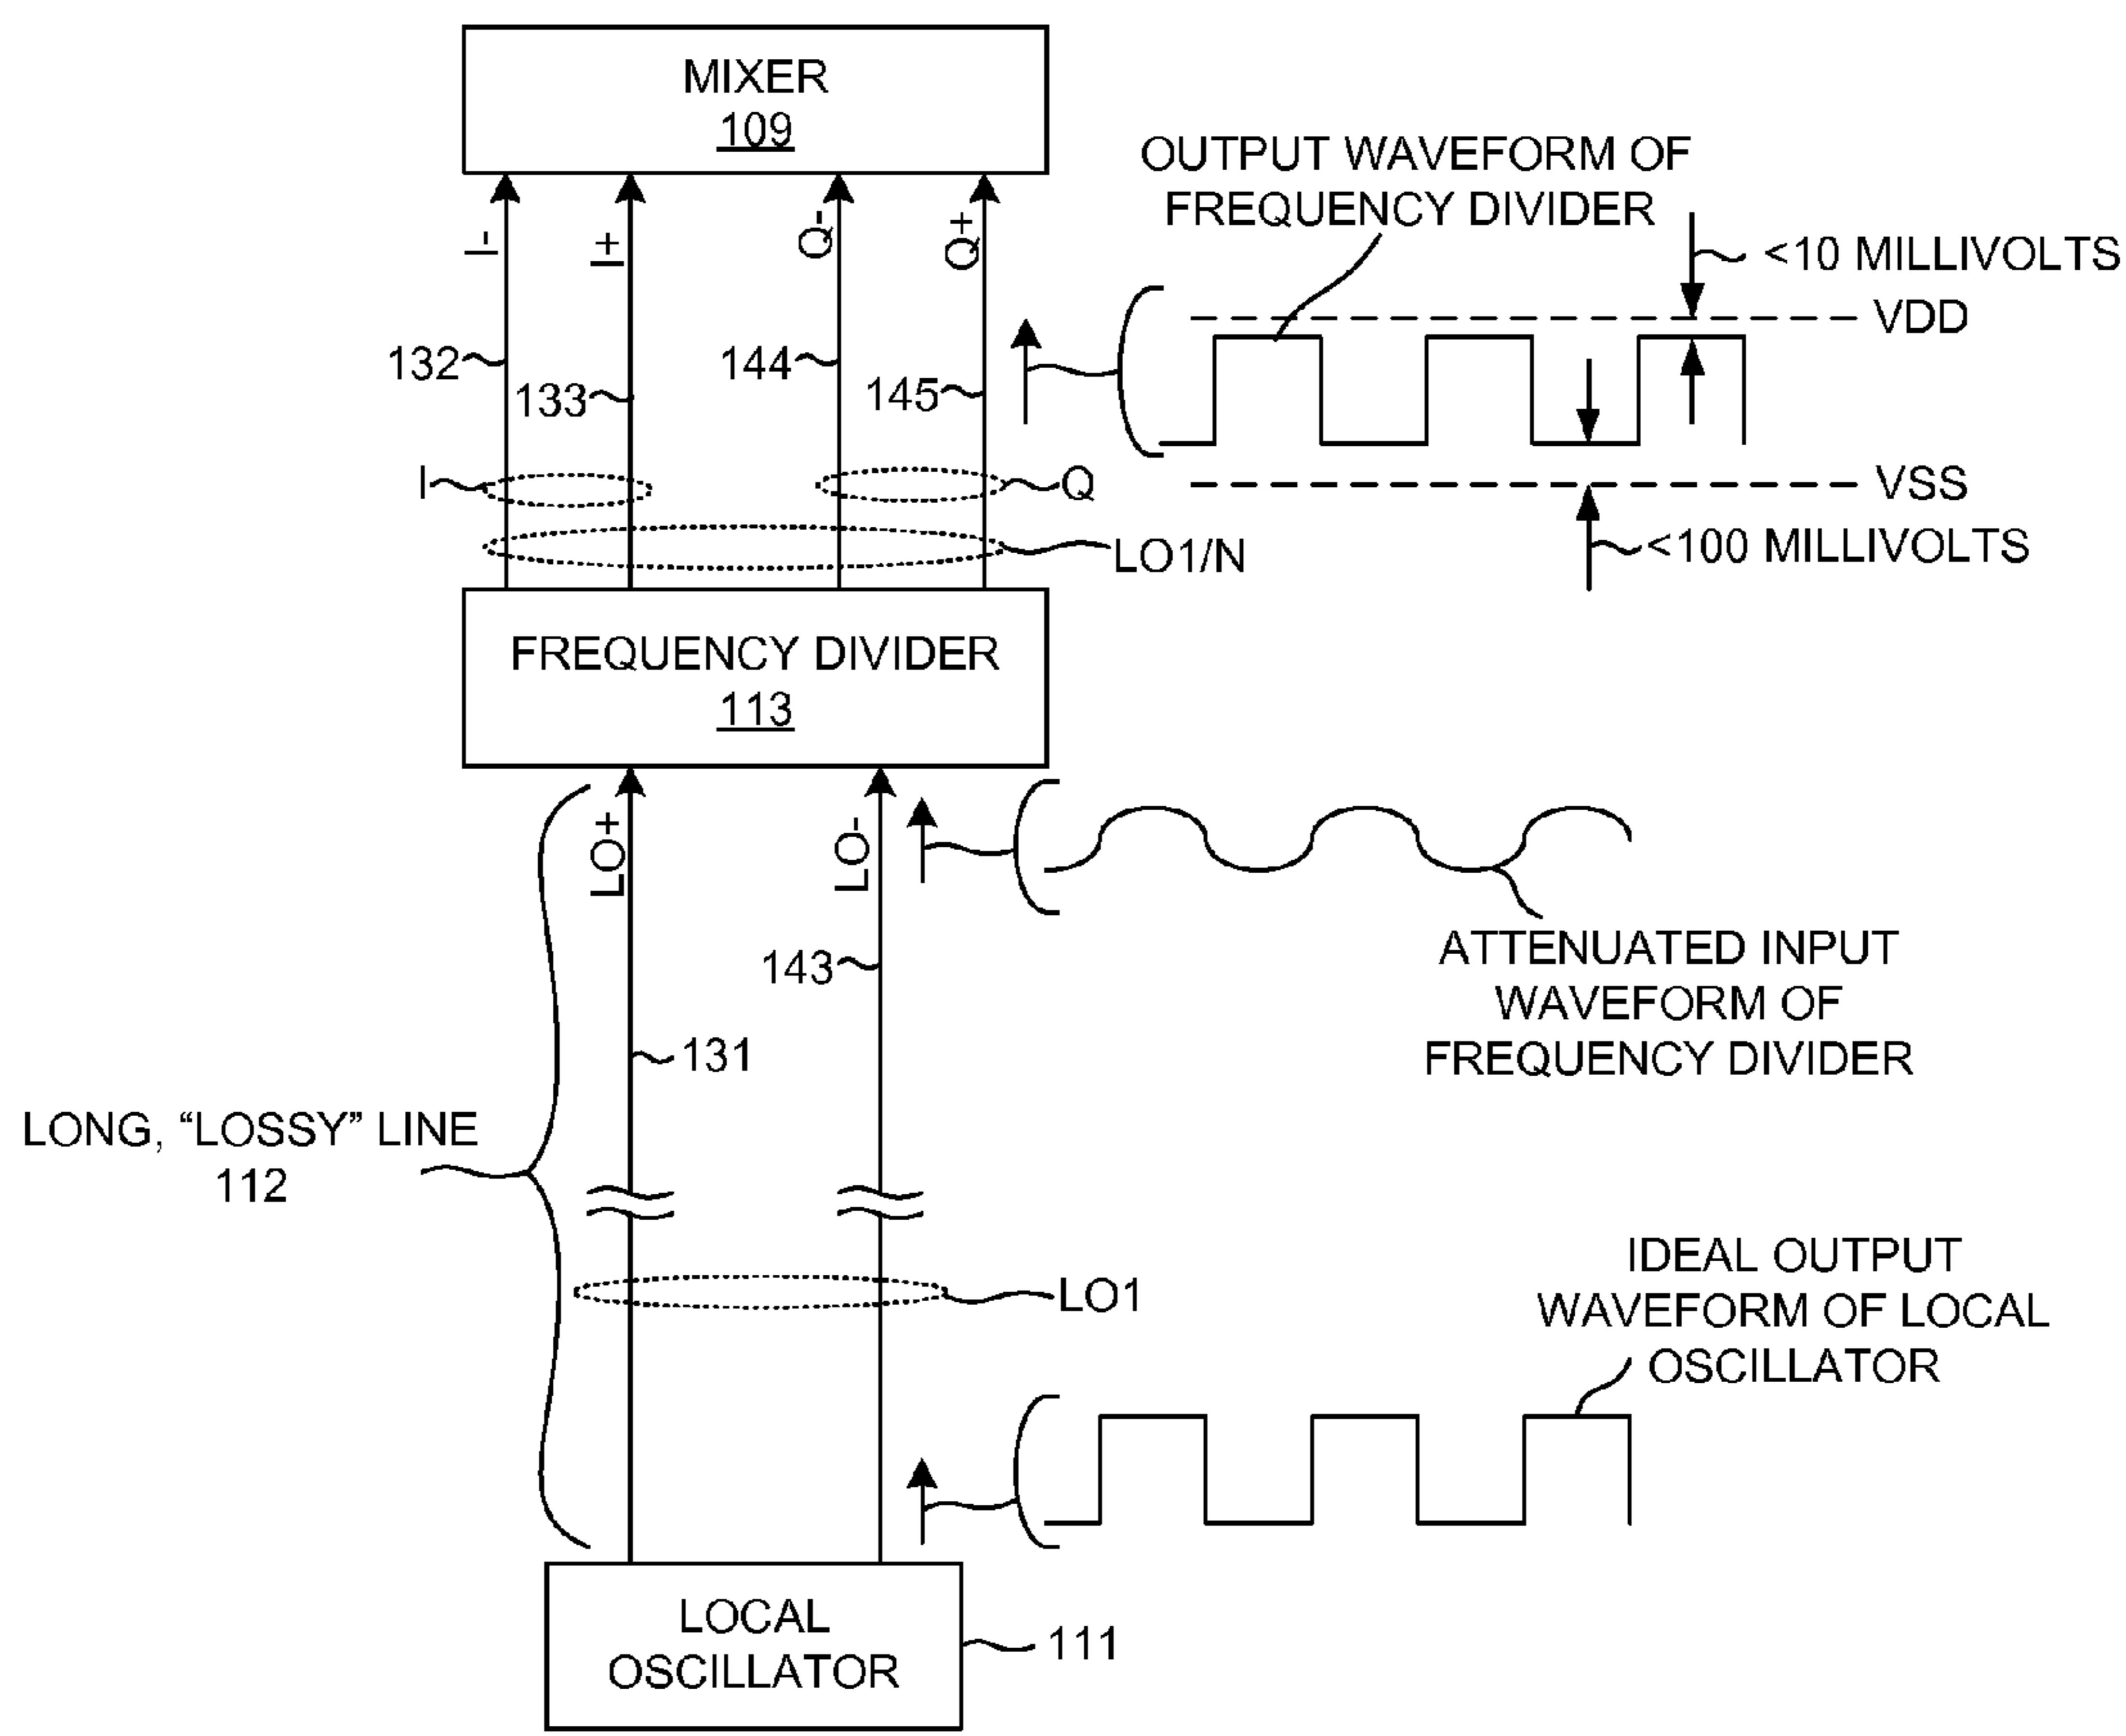 MIXER
109
OUTPUT WAVEFORM OF
FREQUENCY DIVIDER
<10 MILLIVOLTS
VDD
I-
I+
Q-
Q+
132
133
144
145
I
Q
VSS
<100 MILLIVOLTS
LO1/N
FREQUENCY DIVIDER
113
LO+
LO-
143
ATTENUATED INPUT
WAVEFORM OF
FREQUENCY DIVIDER
131
LONG, “LOSSY” LINE
112
LO1
IDEAL OUTPUT
WAVEFORM OF LOCAL
OSCILLATOR
LOCAL
OSCILLATOR
111